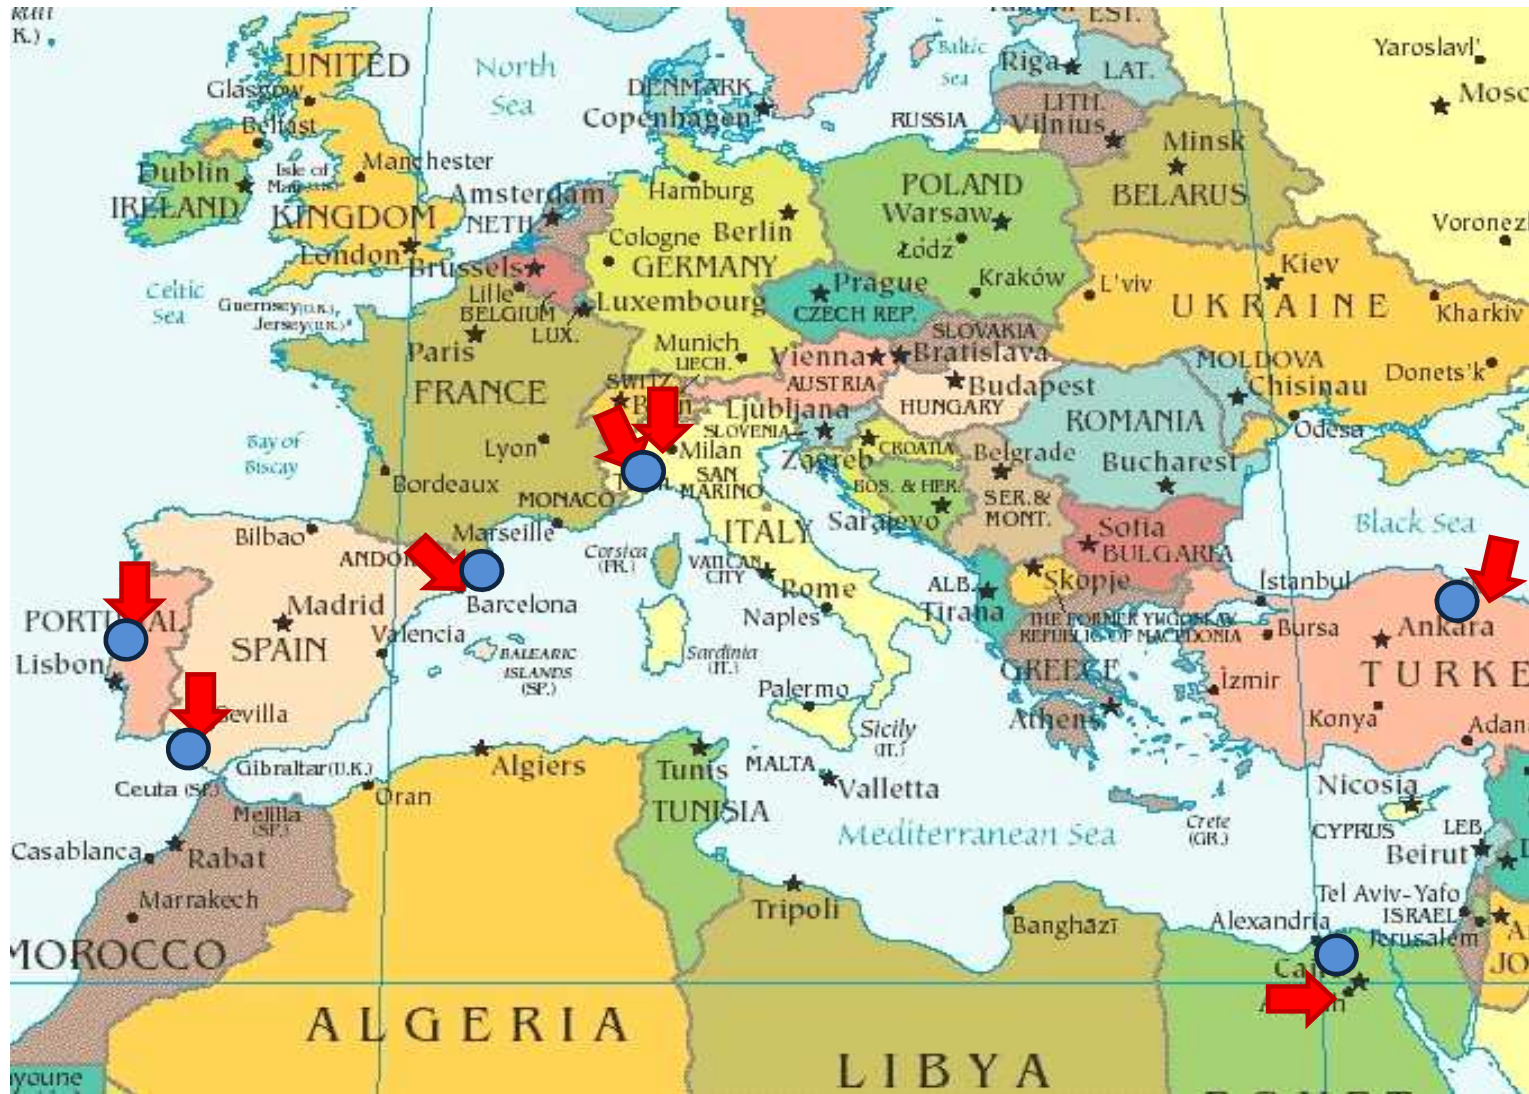 K.)
UNITED
North
Sea
EST.
Baltic
Sea
Riga
LAT.
Yaroslavl'
Glasgow
DENMARK
Copenhagen
LITH.
Vilnius
RUSSIA
Belfast
Minsk
Dublin
Isle of
Manchester
IRELAND
KINGDOM
Amsterdam
NETH.
Hamburg
POLAND
Warsaw
BELARUS
London
Cologne
Berlin
Łódź
GERMANY
Brussels
Celtic
Sea
Guernsey(U.K.),
Jersey(U.K.)
Lille
BELGIUM
LUX.
Luxembourg
Prague
CZECH REP.
Kraków
L'viv
Kiev
UKRAINE
Kharkiv
Paris
Munich
LIECH.
Vienna
SLOVAKIA
Bratislava
MOLDOVA
Chisinau
Donets'k
FRANCE
SWITZ.
AUSTRIA
Budapest
HUNGARY
Ljubljana
SLOVENIA
ROMANIA
Odesa
Bay of
Biscay
Lyon
Milan
SAN
MARINO
Zagreb
CROATIA
Belgrade
Bucharest
Bordeaux
MONACO
BOS. & HER.
SER. &
MONT.
Bilbao
Marseille
ITALY
Sarajevo
Sofia
BULGARIA
Black Sea
Corsica
(FR.)
VATICAN
CITY
Rome
Naples
ALB.
Tirana
Skopje
İstanbul
THE FORMER YUGOSLAV
REPUBLIC OF MACEDONIA
Bursa
Ankara
Madrid
Barcelona
SPAIN
Valencia
Lisbon
BALEARIC
ISLANDS
(SP.)
Sardinia
(IT.)
GREECE
TURKE
İzmir
Konya
Palermo
Sicily
(IT.)
Athens
Adana
Gibraltar(U.K.)
Ceuta
Algiers
Tunis
MALTA
Valletta
Nicosia
Oran
Melilla
(SP.)
TUNISIA
Mediterranean Sea
Crete
(GR.)
CYPRUS
LEB.
Beirut
Casablanca
Rabat
Marrakech
Tripoli
Banghāzī
Alexandria
Tel Aviv-Yafo
ISRAEL
Jerusalem
MOROCCO
JO
ALGERIA
LIBYA
youne